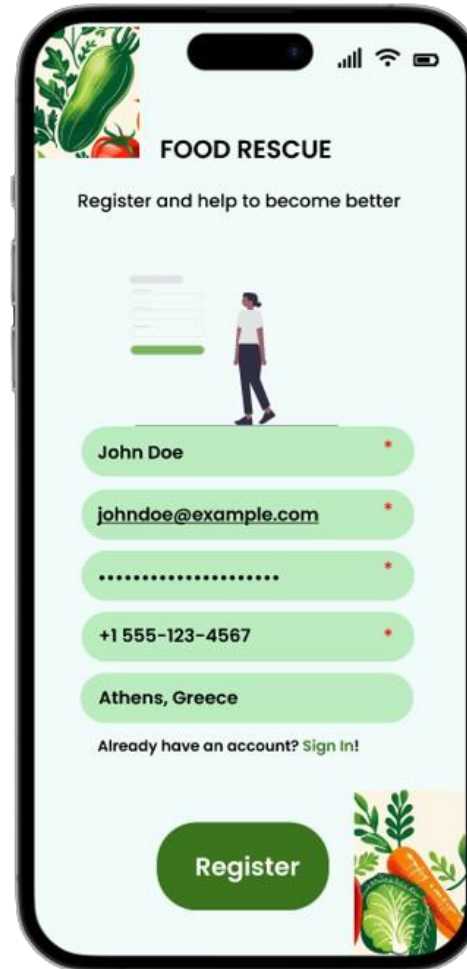 FOOD RESCUE
Register and help to become better
John Doe *
johndoe@example.com *
••••••••••••••••••••• *
+1 555-123-4567 *
Athens, Greece
Already have an account? Sign In!
Register